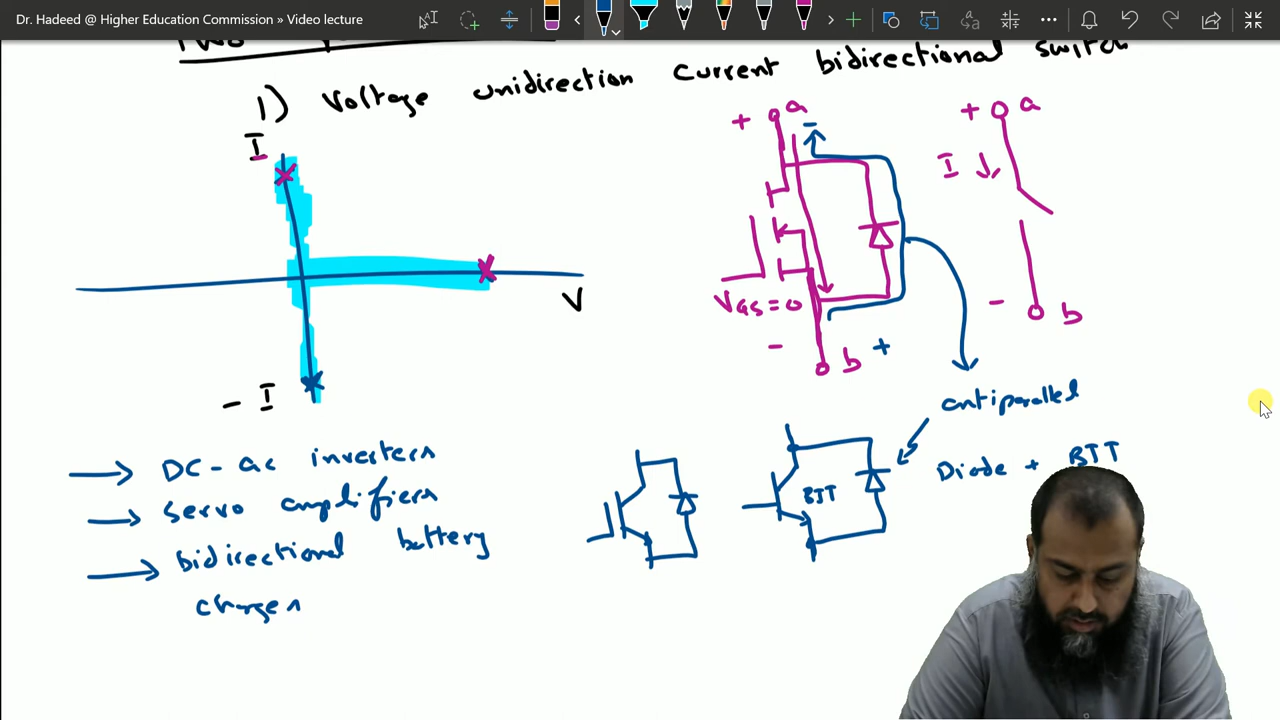 Dr. Hadeed @ Higher Education Commission » Video lecture
1) Voltage unidirection current bidirectional switch
I
V
- I
+ a
-
VGS=0
- b +
+ a
I
- b
antiparallel
Diode + BJT
BJT
→ DC-ac inverters
→ servo amplifiers
→ bidirectional battery
charger